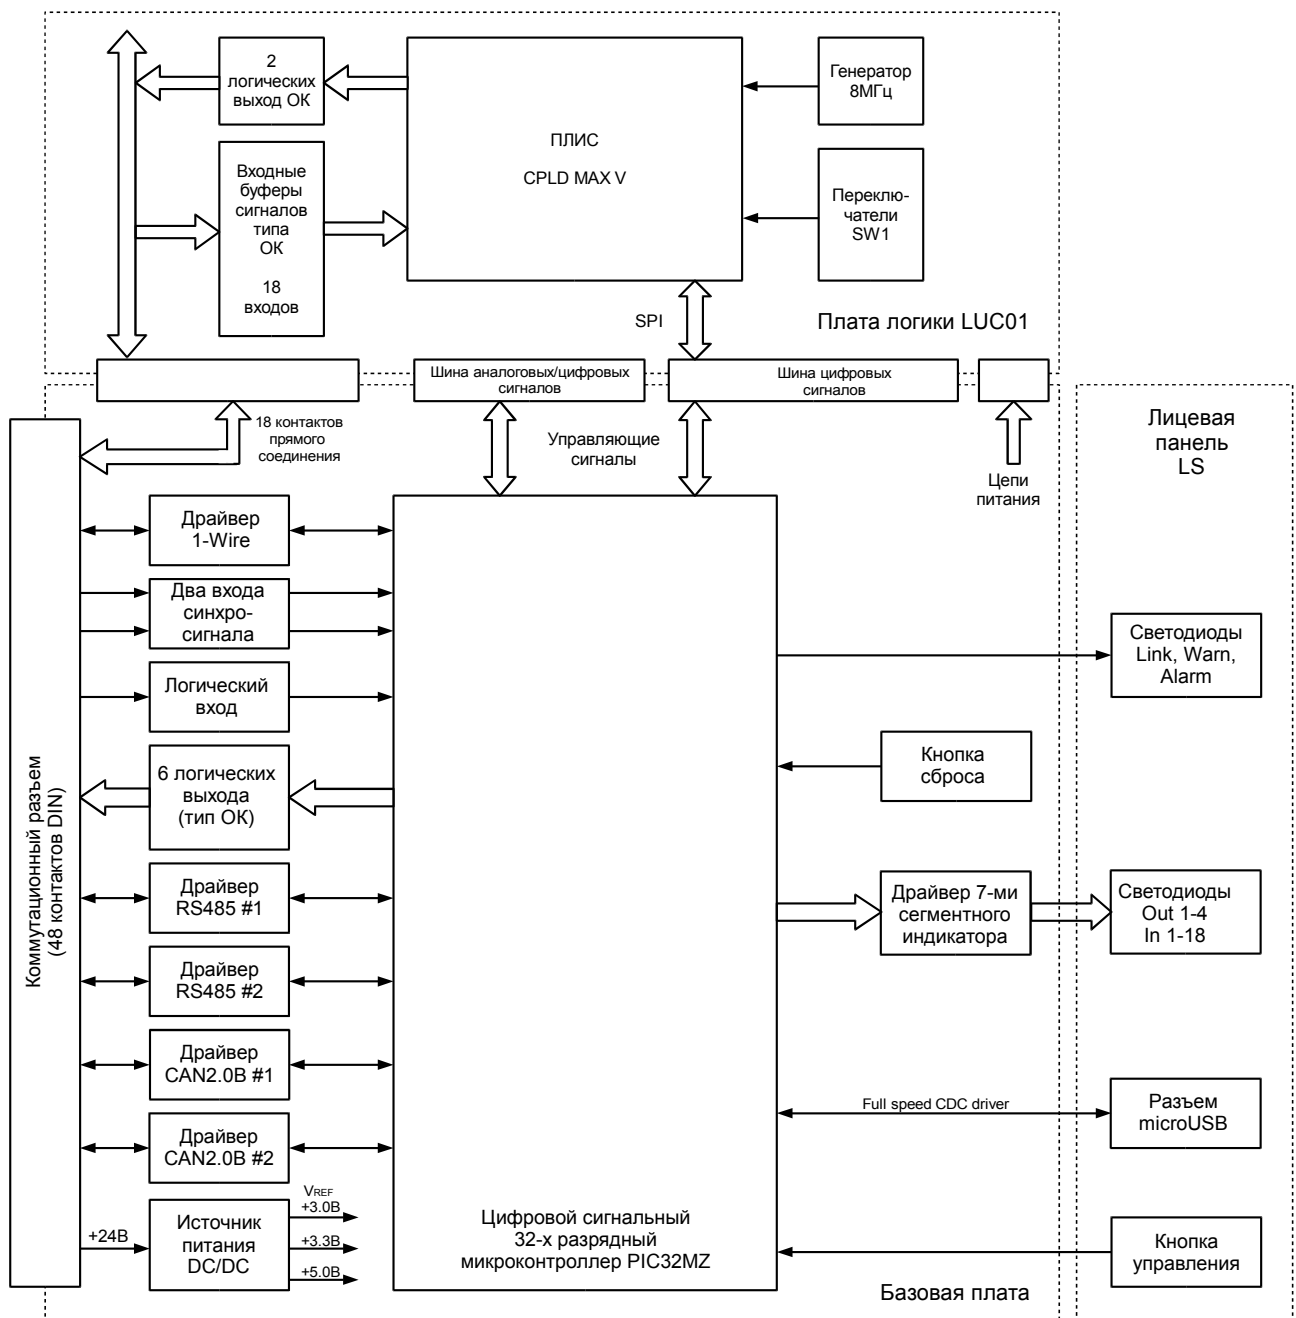 2
логических
выход ОК
ПЛИС
CPLD MAX V
Генератор
8МГц
Входные
буферы
сигналов
типа
ОК
18
входов
Переклю-
чатели
SW1
SPI
Плата логики LUC01
Шина аналоговых/цифровых
сигналов
Шина цифровых
сигналов
18 контактов
прямого
соединения
Управляющие
сигналы
Цепи
питания
Лицевая
панель
LS
Коммутационный разъем
(48 контактов DIN)
Драйвер
1-Wire
Два входа
синхро-
сигнала
Логический
вход
6 логических
выхода
(тип ОК)
Драйвер
RS485 #1
Драйвер
RS485 #2
Драйвер
CAN2.0B #1
Драйвер
CAN2.0B #2
+24В
Источник
питания
DC/DC
VREF
+3.0В
+3.3В
+5.0В
Цифровой сигнальный
32-х разрядный
микроконтроллер PIC32MZ
Светодиоды
Link, Warn,
Alarm
Кнопка
сброса
Драйвер 7-ми
сегментного
индикатора
Светодиоды
Out 1-4
In 1-18
Full speed CDC driver
Разъем
microUSB
Кнопка
управления
Базовая плата